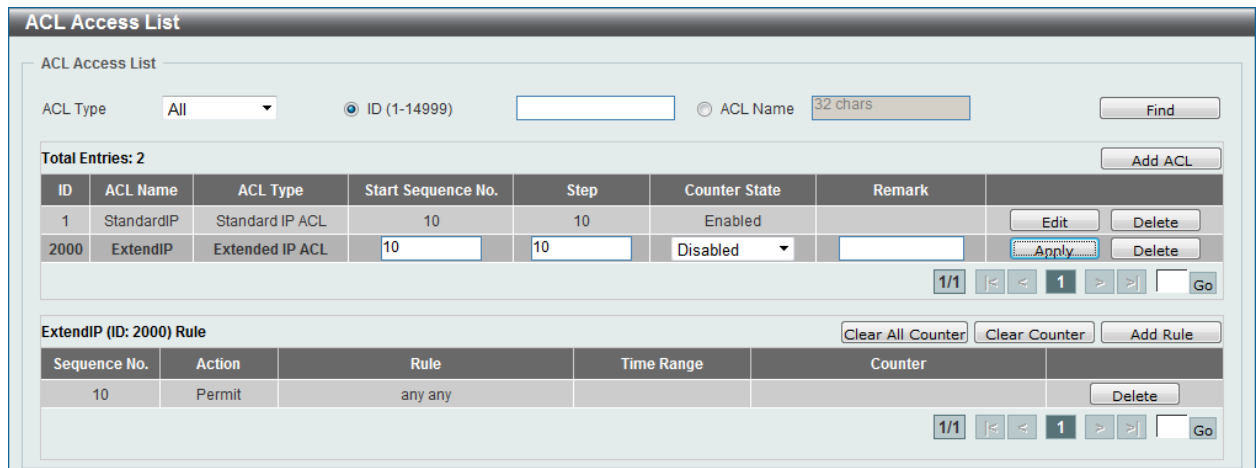 ACL Access List
ACL Access List
ACL Type All ID (1-14999) ACL Name 32 chars Find
Total Entries: 2 Add ACL
ID ACL Name ACL Type Start Sequence No. Step Counter State Remark
1 StandardIP Standard IP ACL 10 10 Enabled Edit Delete
2000 ExtendIP Extended IP ACL 10 10 Disabled Apply Delete
1/1 |< < 1 > >| Go
ExtendIP (ID: 2000) Rule Clear All Counter Clear Counter Add Rule
Sequence No. Action Rule Time Range Counter
10 Permit any any Delete
1/1 |< < 1 > >| Go